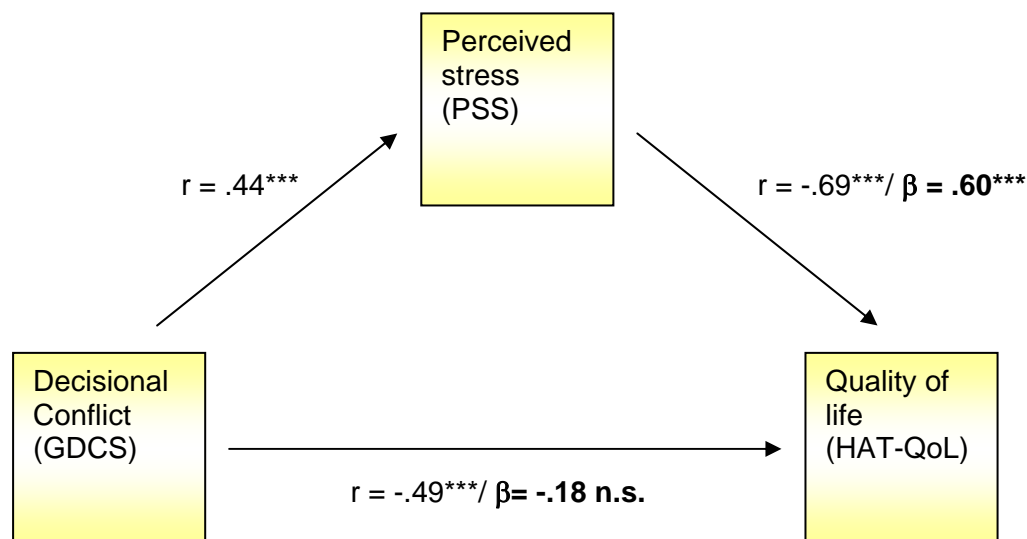 Perceived
stress
(PSS)
r = .44***
r = -.69***/ β = .60***
Decisional
Conflict
(GDCS)
Quality of
life
(HAT-QoL)
r = -.49***/ β= -.18 n.s.